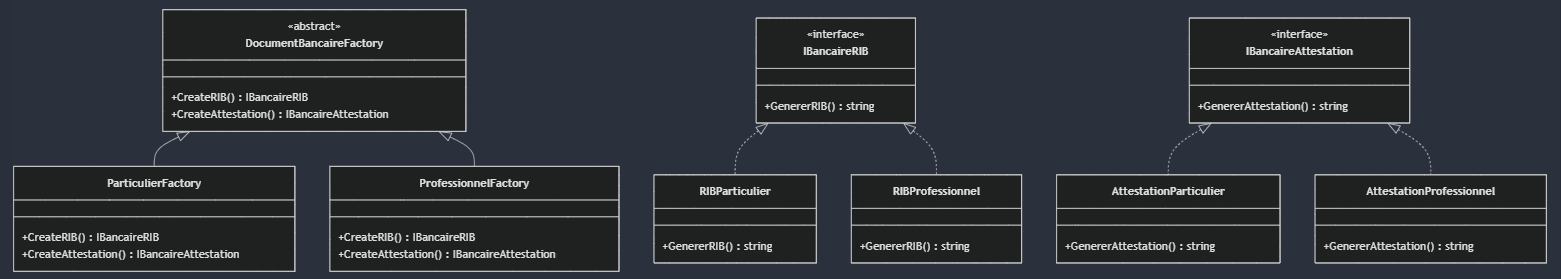 «abstract»
DocumentBancaireFactory
+CreateRIB() : IBancaireRIB
+CreateAttestation() : IBancaireAttestation
«interface»
IBancaireRIB
+GenererRIB() : string
«interface»
IBancaireAttestation
+GenererAttestation() : string
ParticulierFactory
+CreateRIB() : IBancaireRIB
+CreateAttestation() : IBancaireAttestation
ProfessionnelFactory
+CreateRIB() : IBancaireRIB
+CreateAttestation() : IBancaireAttestation
RIBParticulier
+GenererRIB() : string
RIBProfessionnel
+GenererRIB() : string
AttestationParticulier
+GenererAttestation() : string
AttestationProfessionnel
+GenererAttestation() : string